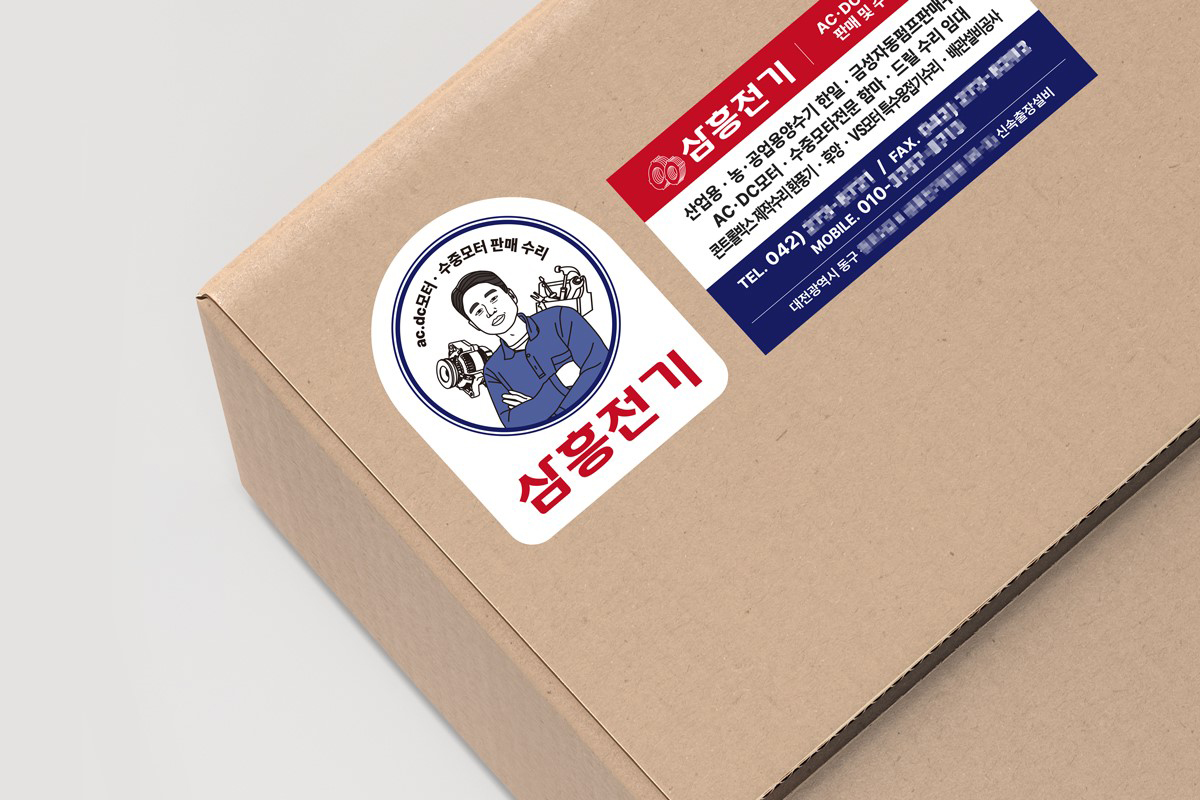 ac.dc모터 · 수중모터 판매 수리
삼흥전기
삼흥전기
AC·DC
판매 및 수
산업용 · 농·공업용양수기 한일 · 금성자동펌프판매
AC·DC모터 · 수중모터전문 함마 · 드릴 수리 임대
콘트롤박스제작수리환풍기 · 후앙 · VS모터특수용접기수리 · 배관설비공사
TEL. 042) / FAX. 042)
MOBILE. 010-
대전광역시 동구 신속출장설비